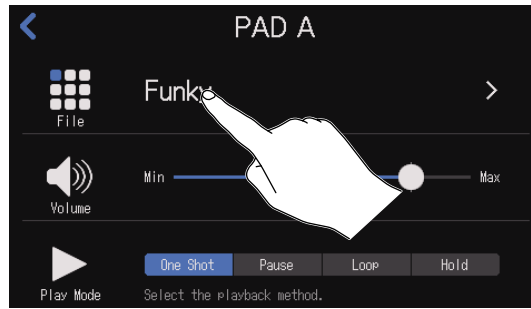 PAD A
Funky
File
Min
Max
Volume
One Shot Pause Loop Hold
Play Mode
Select the playback method.